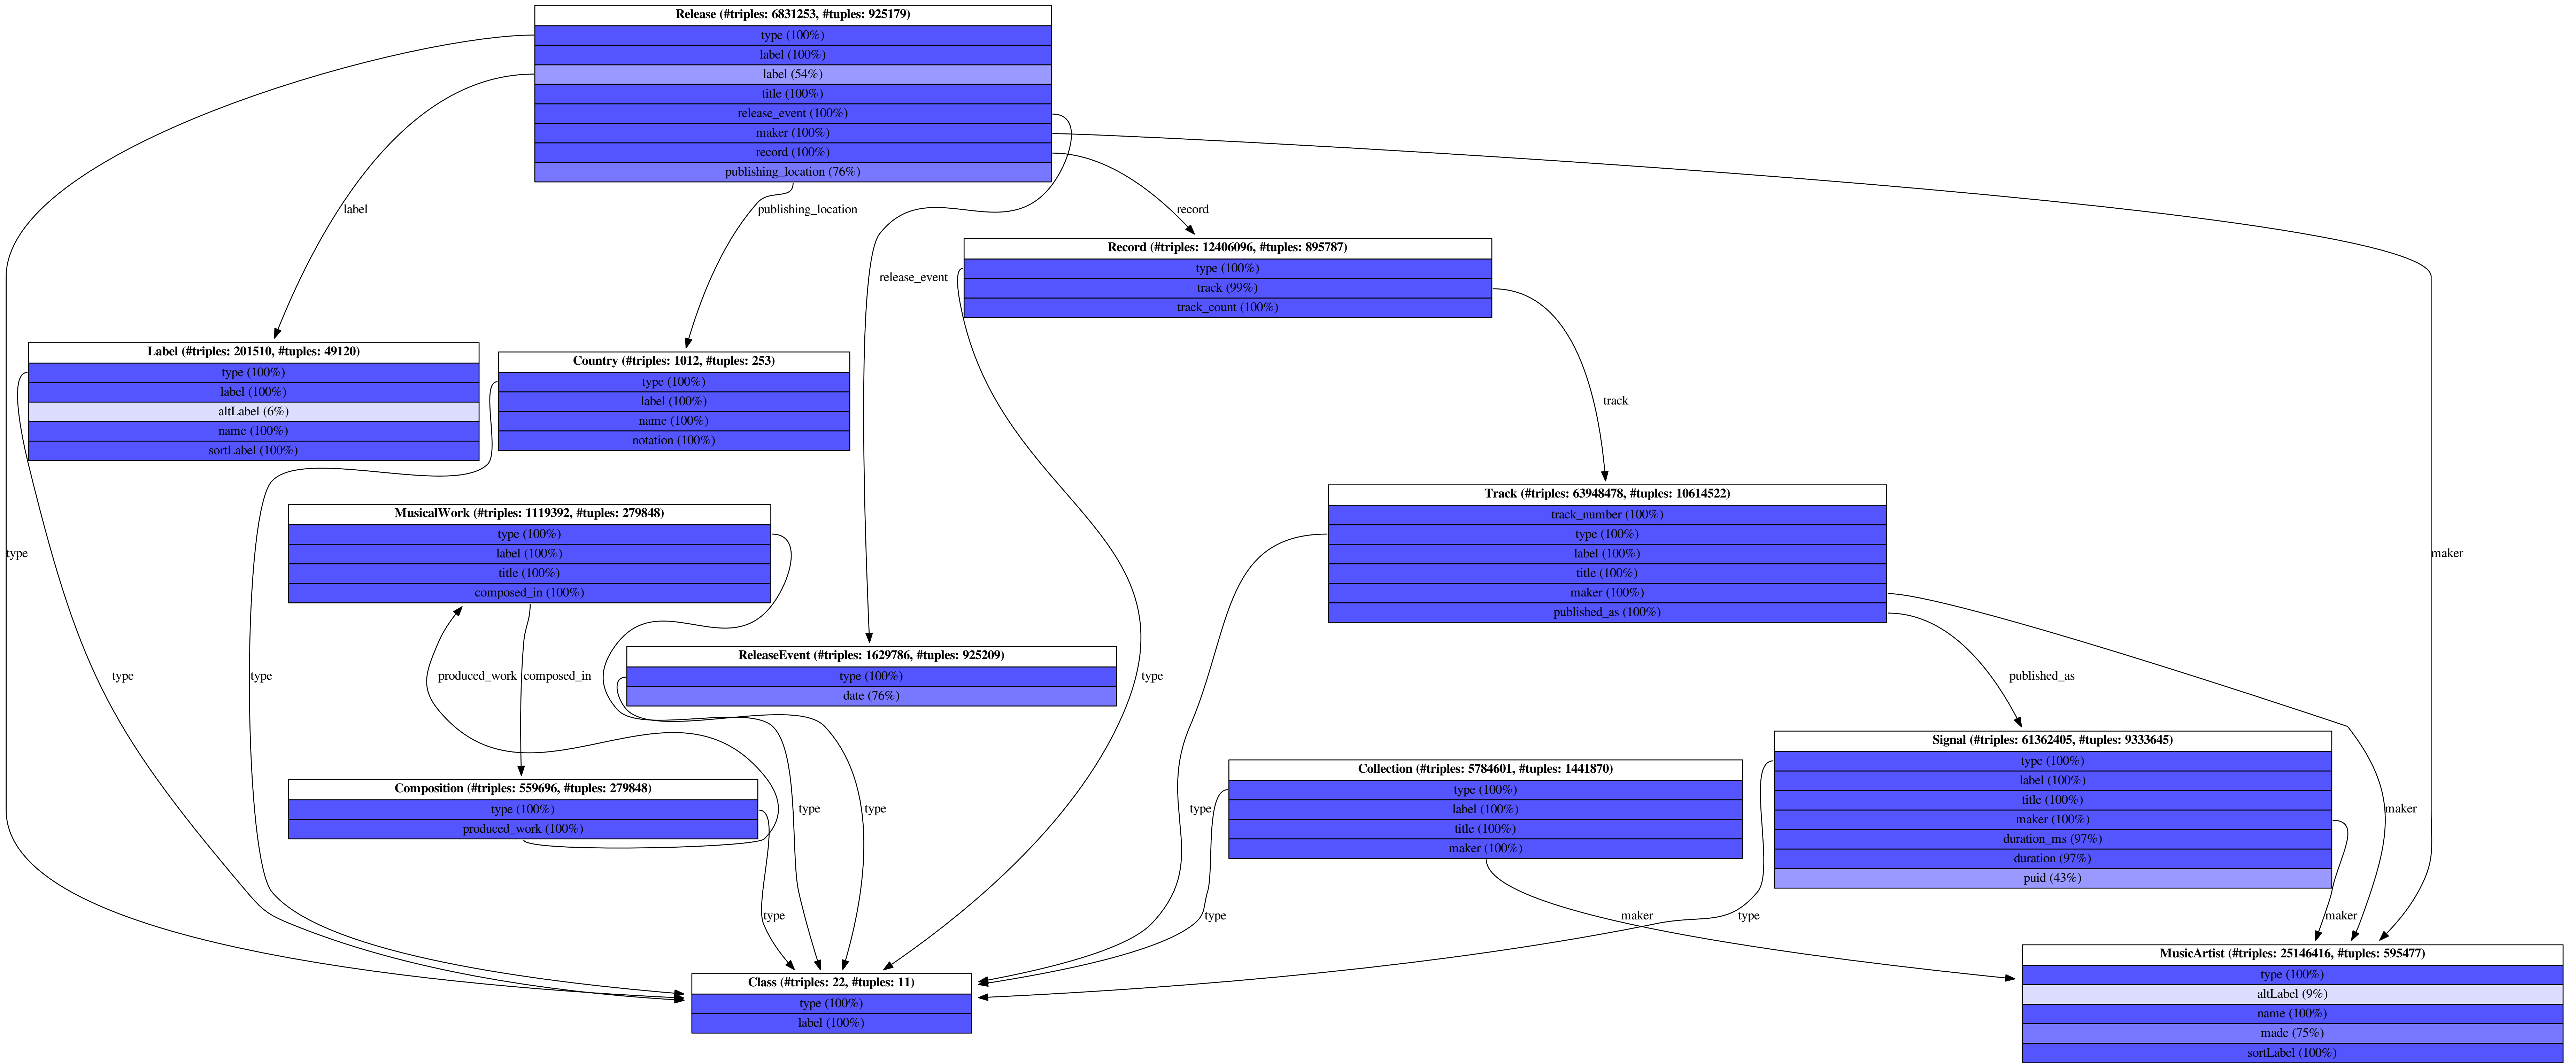 Release (#triples: 6831253, #tuples: 925179)
type (100%)
label (100%)
label (54%)
title (100%)
release_event (100%)
maker (100%)
record (100%)
publishing_location (76%)
label
publishing_location
record
release_event
Record (#triples: 12406096, #tuples: 895787)
type (100%)
track (99%)
track_count (100%)
Label (#triples: 201510, #tuples: 49120)
type (100%)
label (100%)
altLabel (6%)
name (100%)
sortLabel (100%)
Country (#triples: 1012, #tuples: 253)
type (100%)
label (100%)
name (100%)
notation (100%)
track
Track (#triples: 63948478, #tuples: 10614522)
track_number (100%)
type (100%)
label (100%)
title (100%)
maker (100%)
published_as (100%)
MusicalWork (#triples: 1119392, #tuples: 279848)
type (100%)
label (100%)
title (100%)
composed_in (100%)
type
maker
ReleaseEvent (#triples: 1629786, #tuples: 925209)
type (100%)
date (76%)
type
type
produced_work
composed_in
type
published_as
Signal (#triples: 61362405, #tuples: 9333645)
type (100%)
label (100%)
title (100%)
maker (100%)
duration_ms (97%)
duration (97%)
puid (43%)
Collection (#triples: 5784601, #tuples: 1441870)
type (100%)
label (100%)
title (100%)
maker (100%)
Composition (#triples: 559696, #tuples: 279848)
type (100%)
produced_work (100%)
type
type
type
maker
type
type
maker
type
maker
Class (#triples: 22, #tuples: 11)
type (100%)
label (100%)
MusicArtist (#triples: 25146416, #tuples: 595477)
type (100%)
altLabel (9%)
name (100%)
made (75%)
sortLabel (100%)